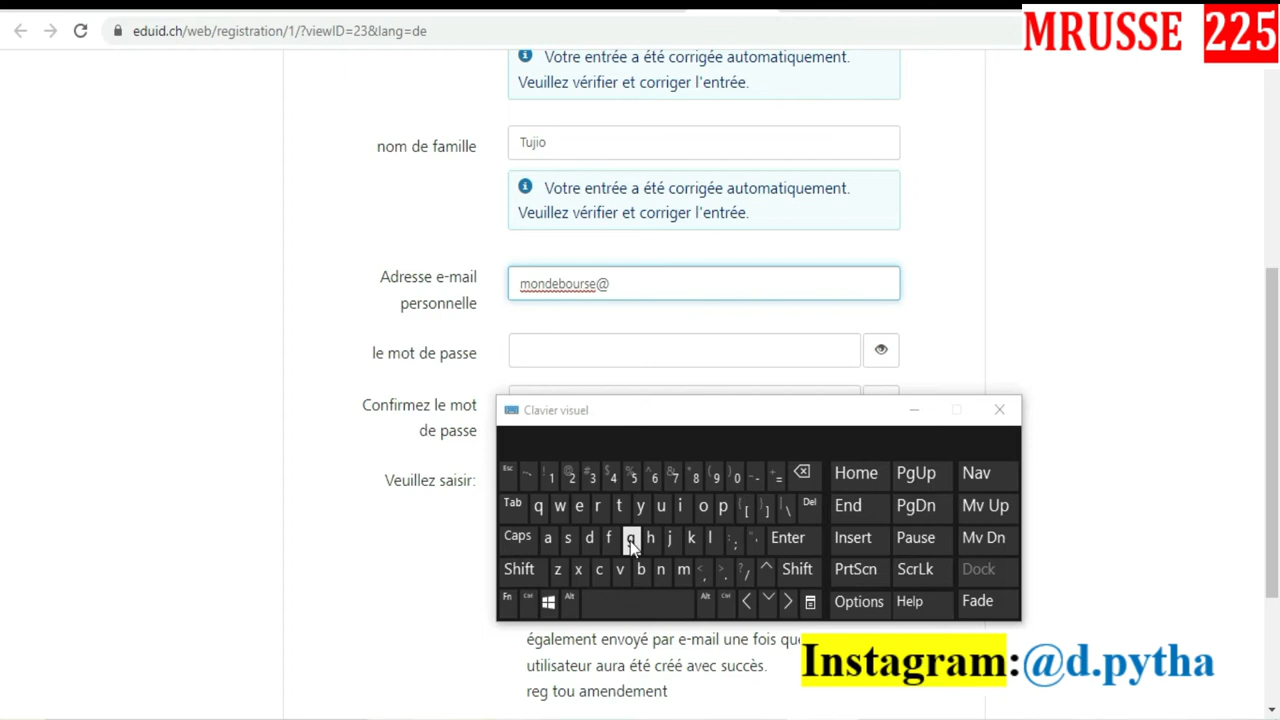 eduid.ch/web/registration/1/?viewID=23&lang=de
MRUSSE 225
Votre entrée a été corrigée automatiquement.
Veuillez vérifier et corriger l'entrée.
nom de famille
Tujio
Votre entrée a été corrigée automatiquement.
Veuillez vérifier et corriger l'entrée.
Adresse e-mail
personnelle
mondebourse@
le mot de passe
Confirmez le mot
de passe
Veuillez saisir:
Clavier visuel
Esc ~ ` ! 1 @ 2 # 3 $ 4 % 5 ^ 6 & 7 * 8 ( 9 ) 0 _ - + = Home PgUp Nav
Tab q w e r t y u i o p { [ } ] | \ Del End PgDn Mv Up
Caps a s d f g h j k l : ; " ' Enter Insert Pause Mv Dn
Shift z x c v b n m < , > . ? / ^ Shift PrtScn ScrLk Dock
Fn Ctrl Alt Alt Ctrl Options Help Fade
également envoyé par e-mail une fois que
utilisateur aura été créé avec succès.
reg tou amendement
Instagram:@d.pytha